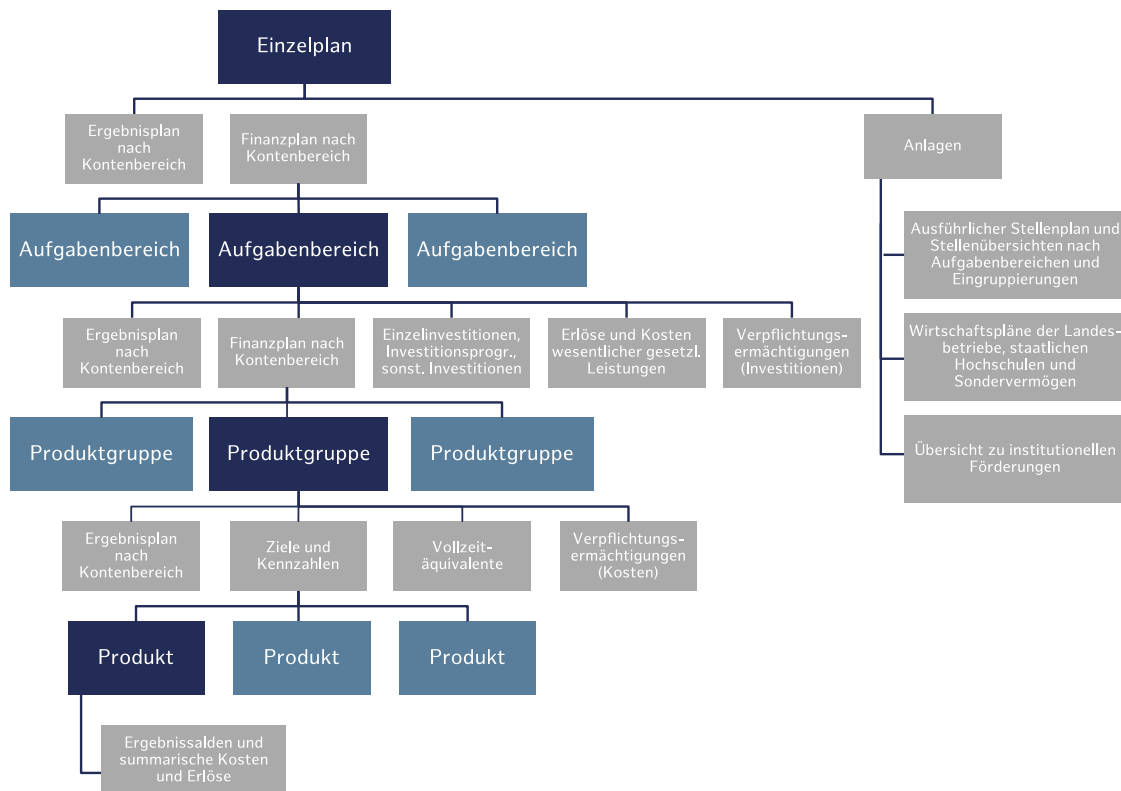 Einzelplan
Ergebnisplan
nach
Kontenbereich
Finanzplan nach
Kontenbereich
Anlagen
Aufgabenbereich
Aufgabenbereich
Aufgabenbereich
Ausführlicher Stellenplan und
Stellenübersichten nach
Aufgabenbereichen und
Eingruppierungen
Ergebnisplan
nach
Kontenbereich
Finanzplan nach
Kontenbereich
Einzelinvestitionen,
Investitionsprogr.,
sonst. Investitionen
Erlöse und Kosten
wesentlicher gesetzl.
Leistungen
Verpflichtungs-
ermächtigungen
(Investitionen)
Wirtschaftspläne der Landes-
betriebe, staatlichen
Hochschulen und
Sondervermögen
Produktgruppe
Produktgruppe
Produktgruppe
Übersicht zu institutionellen
Förderungen
Ergebnisplan
nach
Kontenbereich
Ziele und
Kennzahlen
Vollzeit-
äquivalente
Verpflichtungs-
ermächtigungen
(Kosten)
Produkt
Produkt
Produkt
Ergebnissalden und
summarische Kosten
und Erlöse